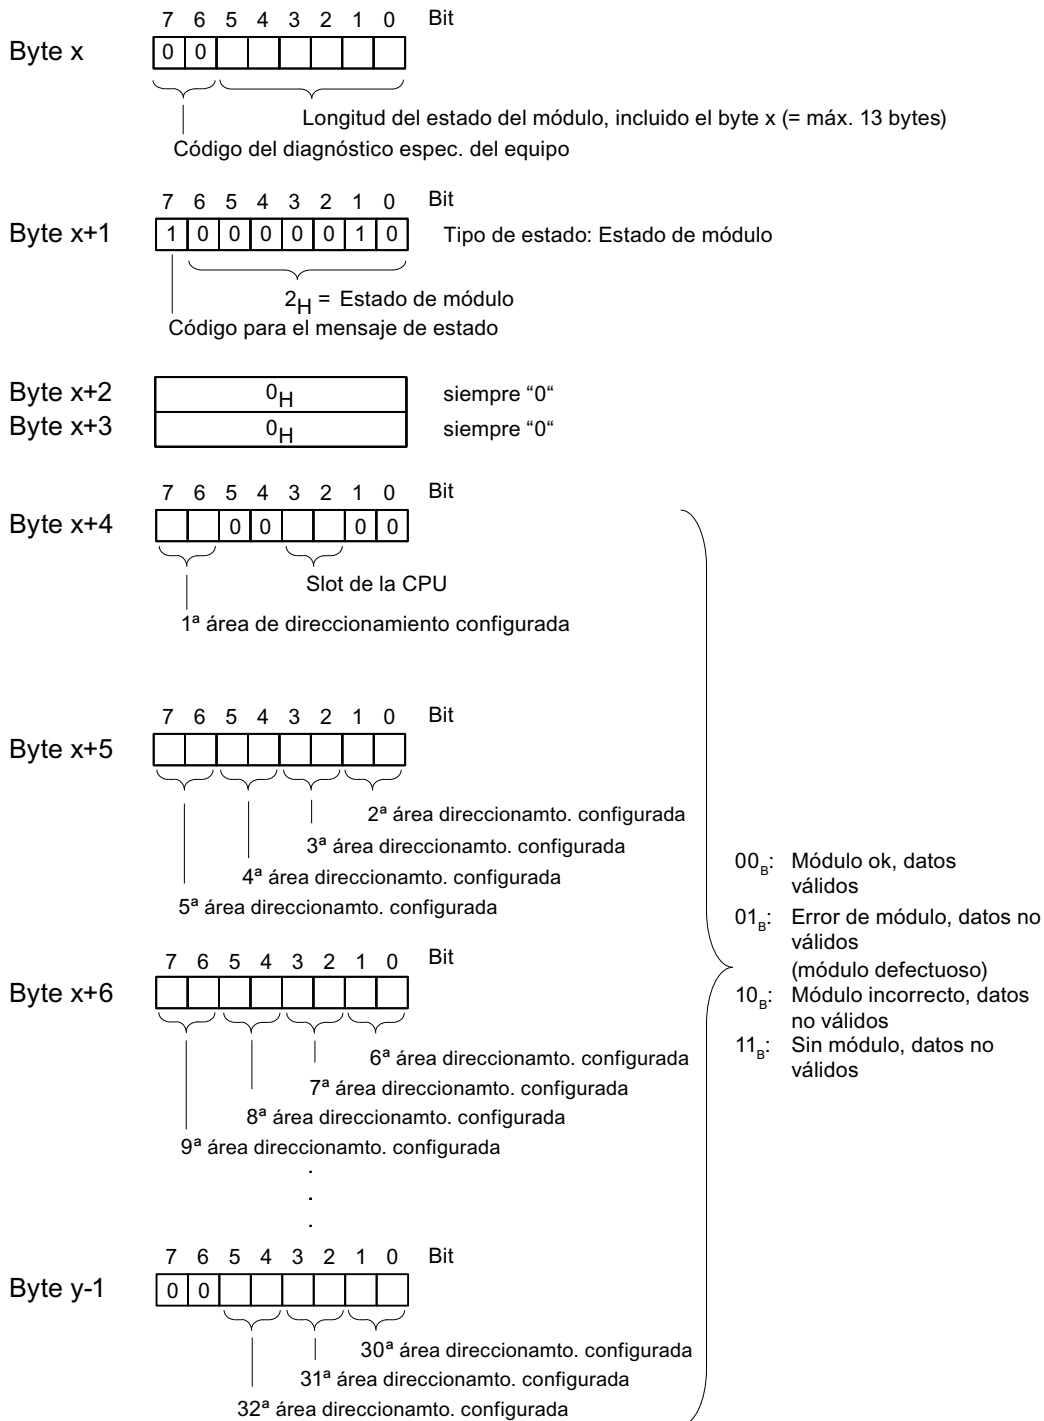 7 6 5 4 3 2 1 0 Bit
Byte x 0 0
Longitud del estado del módulo, incluido el byte x (= máx. 13 bytes)
Código del diagnóstico espec. del equipo
7 6 5 4 3 2 1 0 Bit
Byte x+1 1 0 0 0 0 0 1 0 Tipo de estado: Estado de módulo
2H = Estado de módulo
Código para el mensaje de estado
Byte x+2 0H siempre “0“
Byte x+3 0H siempre “0“
7 6 5 4 3 2 1 0 Bit
Byte x+4 0 0 0 0
Slot de la CPU
1ª área de direccionamiento configurada
7 6 5 4 3 2 1 0 Bit
Byte x+5
2ª área direccionamto. configurada
3ª área direccionamto. configurada
4ª área direccionamto. configurada
5ª área direccionamto. configurada
7 6 5 4 3 2 1 0 Bit
Byte x+6
6ª área direccionamto. configurada
7ª área direccionamto. configurada
8ª área direccionamto. configurada
9ª área direccionamto. configurada
.
.
.
7 6 5 4 3 2 1 0 Bit
Byte y-1 0 0
30ª área direccionamto. configurada
31ª área direccionamto. configurada
32ª área direccionamto. configurada
00B: Módulo ok, datos
válidos
01B: Error de módulo, datos no
válidos
(módulo defectuoso)
10B: Módulo incorrecto, datos
no válidos
11B: Sin módulo, datos no
válidos